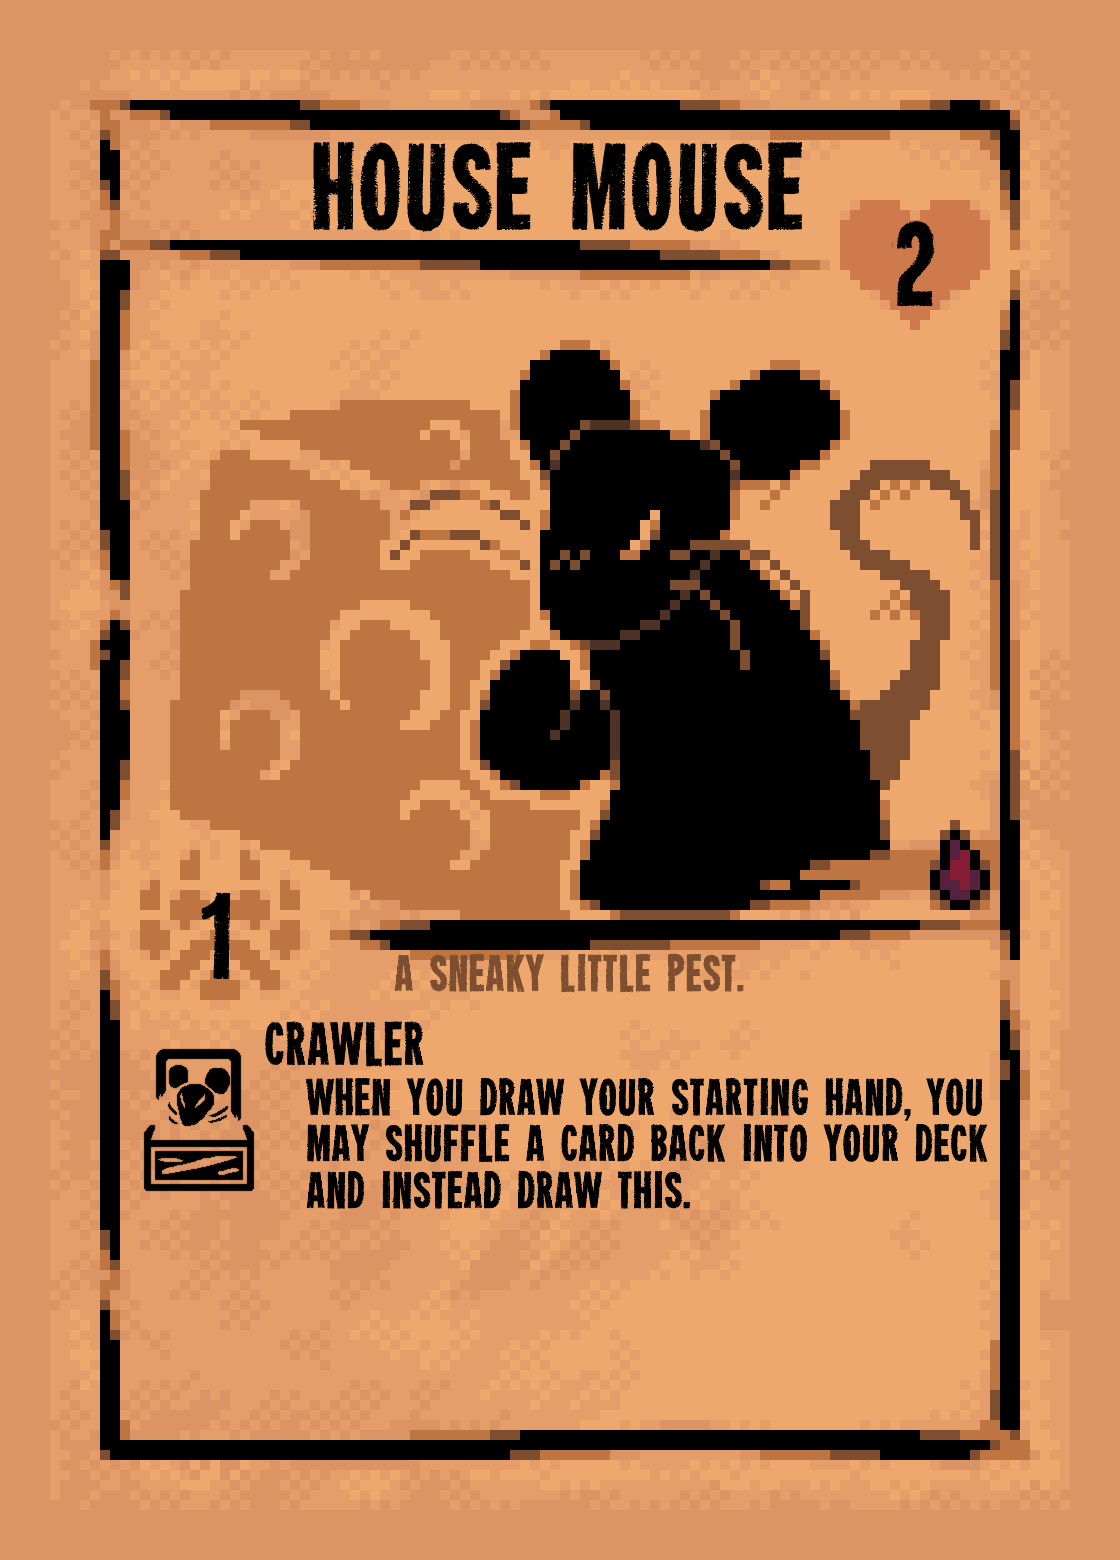 HOUSE MOUSE
2
1
A SNEAKY LITTLE PEST.
CRAWLER
WHEN YOU DRAW YOUR STARTING HAND, YOU
MAY SHUFFLE A CARD BACK INTO YOUR DECK
AND INSTEAD DRAW THIS.